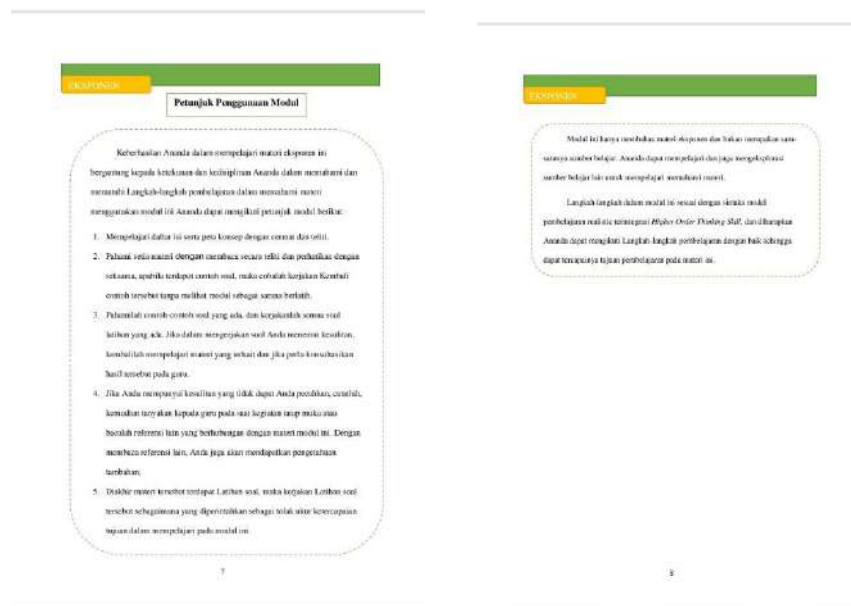 EKSPONEN
Petunjuk Penggunaan Modul
Keberhasilan Ananda dalam mempelajari materi eksponen ini
bergantung kepada ketekunan dan kedisiplinan Ananda dalam memahami dan
mematuhi Langkah-langkah pembelajaran dalam memahami materi
menggunakan modul ini Ananda dapat mengikuti petunjuk modul berikut:
1. Mempelajari daftar isi serta peta konsep dengan cermat dan teliti.
2. Pahami setiap materi dengan membaca secara teliti dan perhatikan dengan
seksama, apabila terdapat contoh soal, maka cobalah kerjakan Kembali
contoh tersebut tanpa melihat modul sebagai sarana berlatih.
3. Pahamilah contoh-contoh soal yang ada, dan kerjakanlah semua soal
latihan yang ada. Jika dalam mengerjakan soal Anda menemui kesulitan,
kembalilah mempelajari materi yang terkait dan jika perlu konsultasikan
hasil tersebut pada guru.
4. Jika Anda mempunyai kesulitan yang tidak dapat Anda pecahkan, catatlah,
kemudian tanyakan kepada guru pada saat kegiatan tatap muka atau
bacalah referensi lain yang berhubungan dengan materi modul ini. Dengan
membaca referensi lain, Anda juga akan mendapatkan pengetahuan
tambahan.
5. Diakhir materi tersebut terdapat Latihan soal, maka kerjakan Latihan soal
tersebut sebagaimana yang diperintahkan sebagai tolak ukur ketercapaian
tujuan dalam mempelajari pada modul ini
7
EKSPONEN
Modul ini hanya membahas materi eksponen dan bukan merupakan satu-
satunya sumber belajar. Ananda dapat mempelajari dan juga mengeksplorasi
sumber belajar lain untuk mempelajari memahami materi.
Langkah-langkah dalam modul ini sesuai dengan sintaks model
pembelajaran realistic terintegrasi Higher Order Thinking Skill, dan diharapkan
Ananda dapat mengikuti Langkah-langkah pembelajaran dengan baik sehingga
dapat tercapainya tujuan pembelajaran pada materi ini.
8